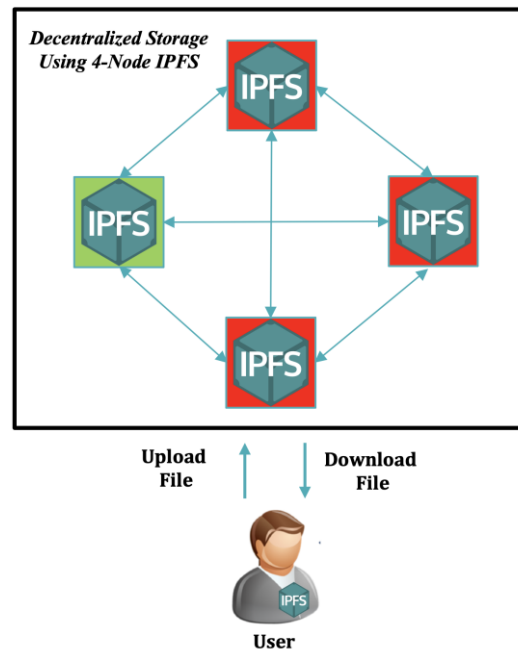 Decentralized Storage
Using 4-Node IPFS
IPFS
IPFS
IPFS
IPFS
Upload
File
Download
File
IPFS
User